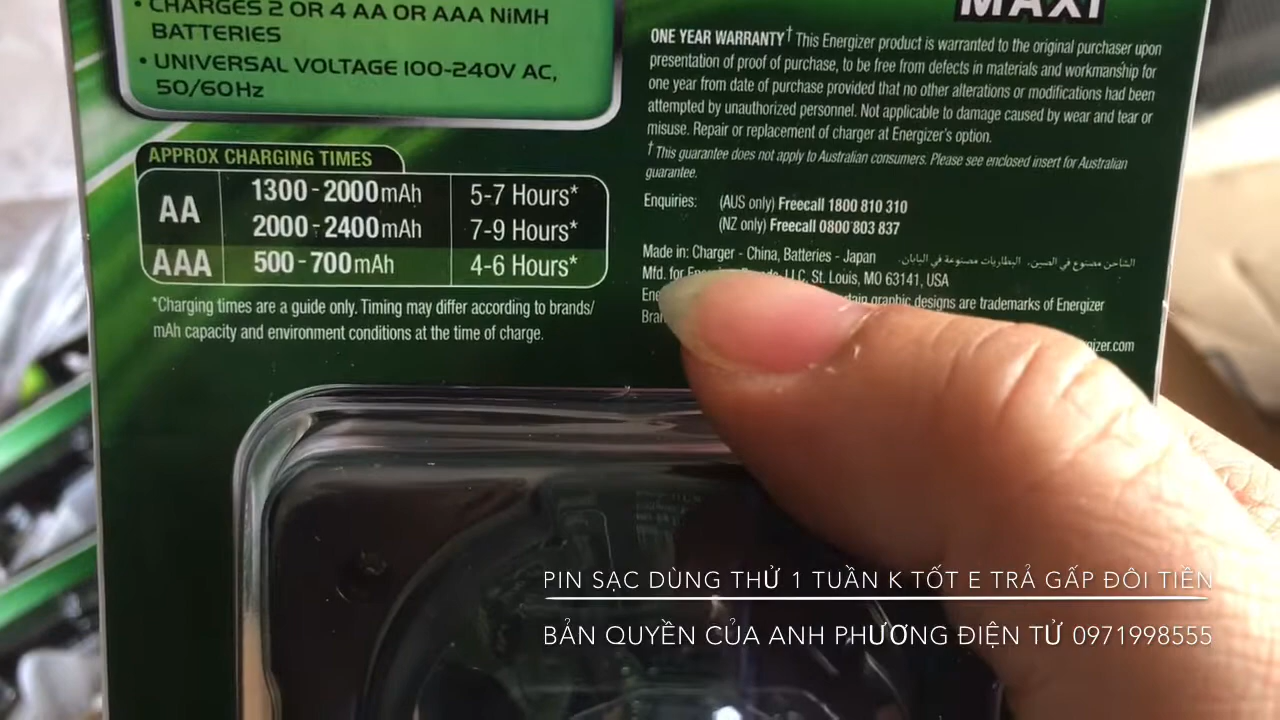 • CHARGES 2 OR 4 AA OR AAA NiMH
BATTERIES
• UNIVERSAL VOLTAGE 100-240V AC,
50/60Hz
APPROX CHARGING TIMES
AA 1300-2000mAh 5-7 Hours*
2000-2400mAh 7-9 Hours*
AAA 500-700mAh 4-6 Hours*
*Charging times are a guide only. Timing may differ according to brands/
mAh capacity and environment conditions at the time of charge.
MAXI
ONE YEAR WARRANTY† This Energizer product is warranted to the original purchaser upon
presentation of proof of purchase, to be free from defects in materials and workmanship for
one year from date of purchase provided that no other alterations or modifications had been
attempted by unauthorized personnel. Not applicable to damage caused by wear and tear or
misuse. Repair or replacement of charger at Energizer's option.
†This guarantee does not apply to Australian consumers. Please see enclosed insert for Australian
guarantee.
Enquiries: (AUS only) Freecall 1800 810 310
(NZ only) Freecall 0800 803 837
Made in: Charger - China, Batteries - Japan الشاحن مصنوع في الصين. البطاريات مصنوعة في اليابان.
Mfd. for LLC, St. Louis, MO 63141, USA
graphic designs are trademarks of Energizer
PIN SẠC DÙNG THỬ 1 TUẦN K TỐT E TRẢ GẤP ĐÔI TIỀN
BẢN QUYỀN CỦA ANH PHƯƠNG ĐIỆN TỬ 0971998555